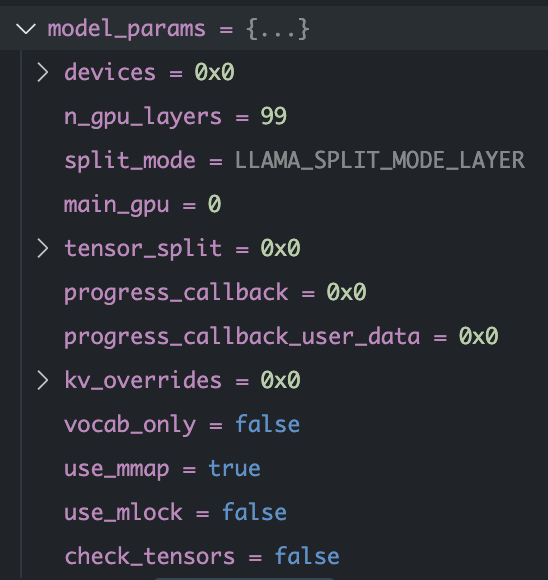 model_params = {...}
devices = 0x0
n_gpu_layers = 99
split_mode = LLAMA_SPLIT_MODE_LAYER
main_gpu = 0
tensor_split = 0x0
progress_callback = 0x0
progress_callback_user_data = 0x0
kv_overrides = 0x0
vocab_only = false
use_mmap = true
use_mlock = false
check_tensors = false